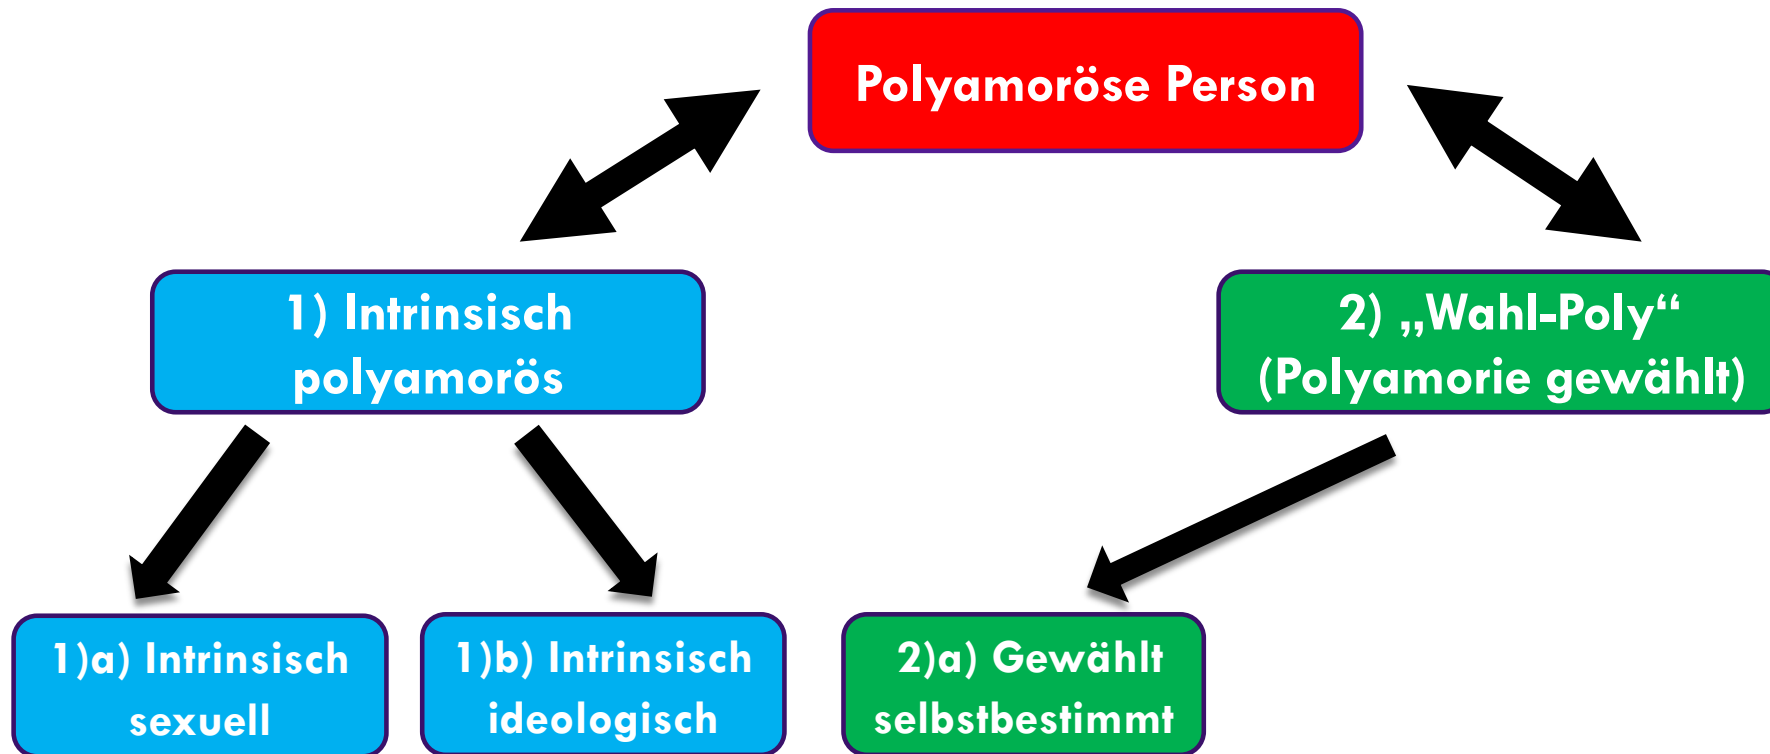 Polyamoröse Person
1) Intrinsisch
polyamorös
2) „Wahl-Poly“
(Polyamorie gewählt)
1)a) Intrinsisch
sexuell
1)b) Intrinsisch
ideologisch
2)a) Gewählt
selbstbestimmt